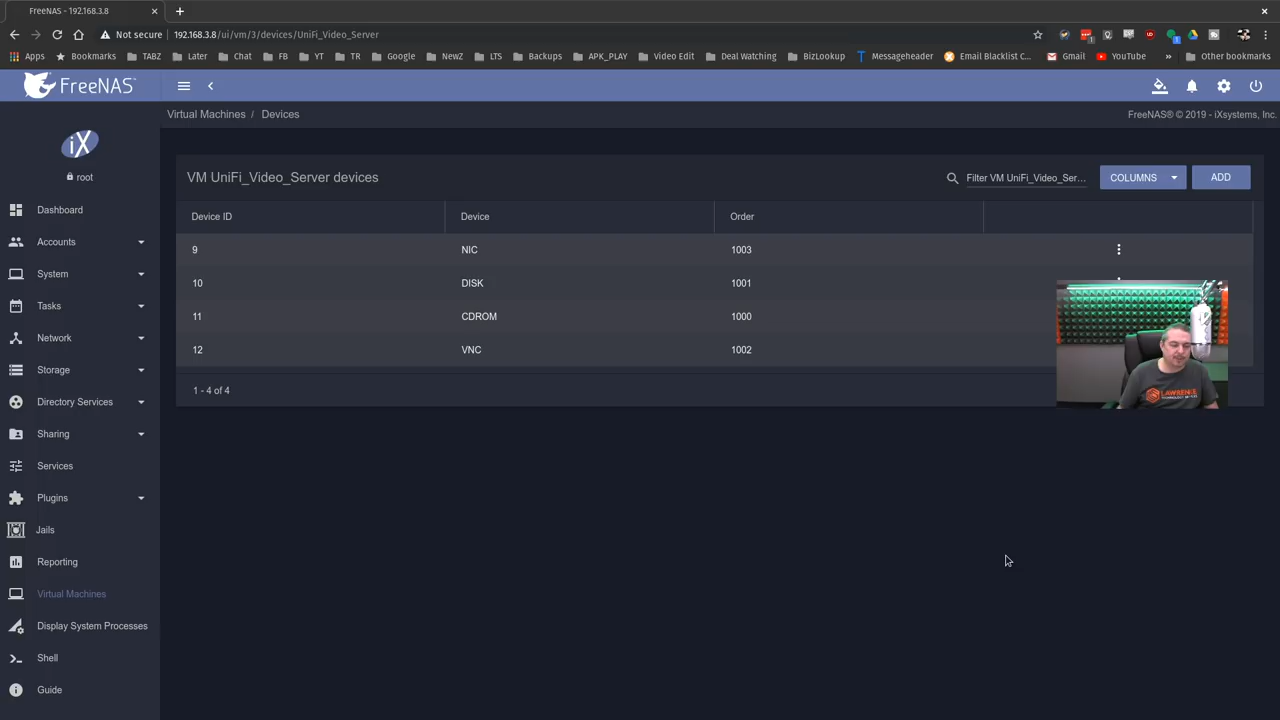 FreeNAS - 192.168.3.8
Not secure 192.168.3.8/ui/vm/3/devices/UniFi_Video_Server
Apps Bookmarks TABZ Later Chat FB YT TR Google NewZ LTS Backups APK_PLAY Video Edit Deal Watching BizLookup Messageheader Email Blacklist C... Gmail YouTube » Other bookmarks
FreeNAS
Virtual Machines / Devices
FreeNAS® © 2019 - iXsystems, Inc.
iX
root
VM UniFi_Video_Server devices
Filter VM UniFi_Video_Ser...
COLUMNS
ADD
Device ID Device Order
9 NIC 1003
10 DISK 1001
11 CDROM 1000
12 VNC 1002
1 - 4 of 4
LAWRENCE
Dashboard
Accounts
System
Tasks
Network
Storage
Directory Services
Sharing
Services
Plugins
Jails
Reporting
Virtual Machines
Display System Processes
Shell
Guide